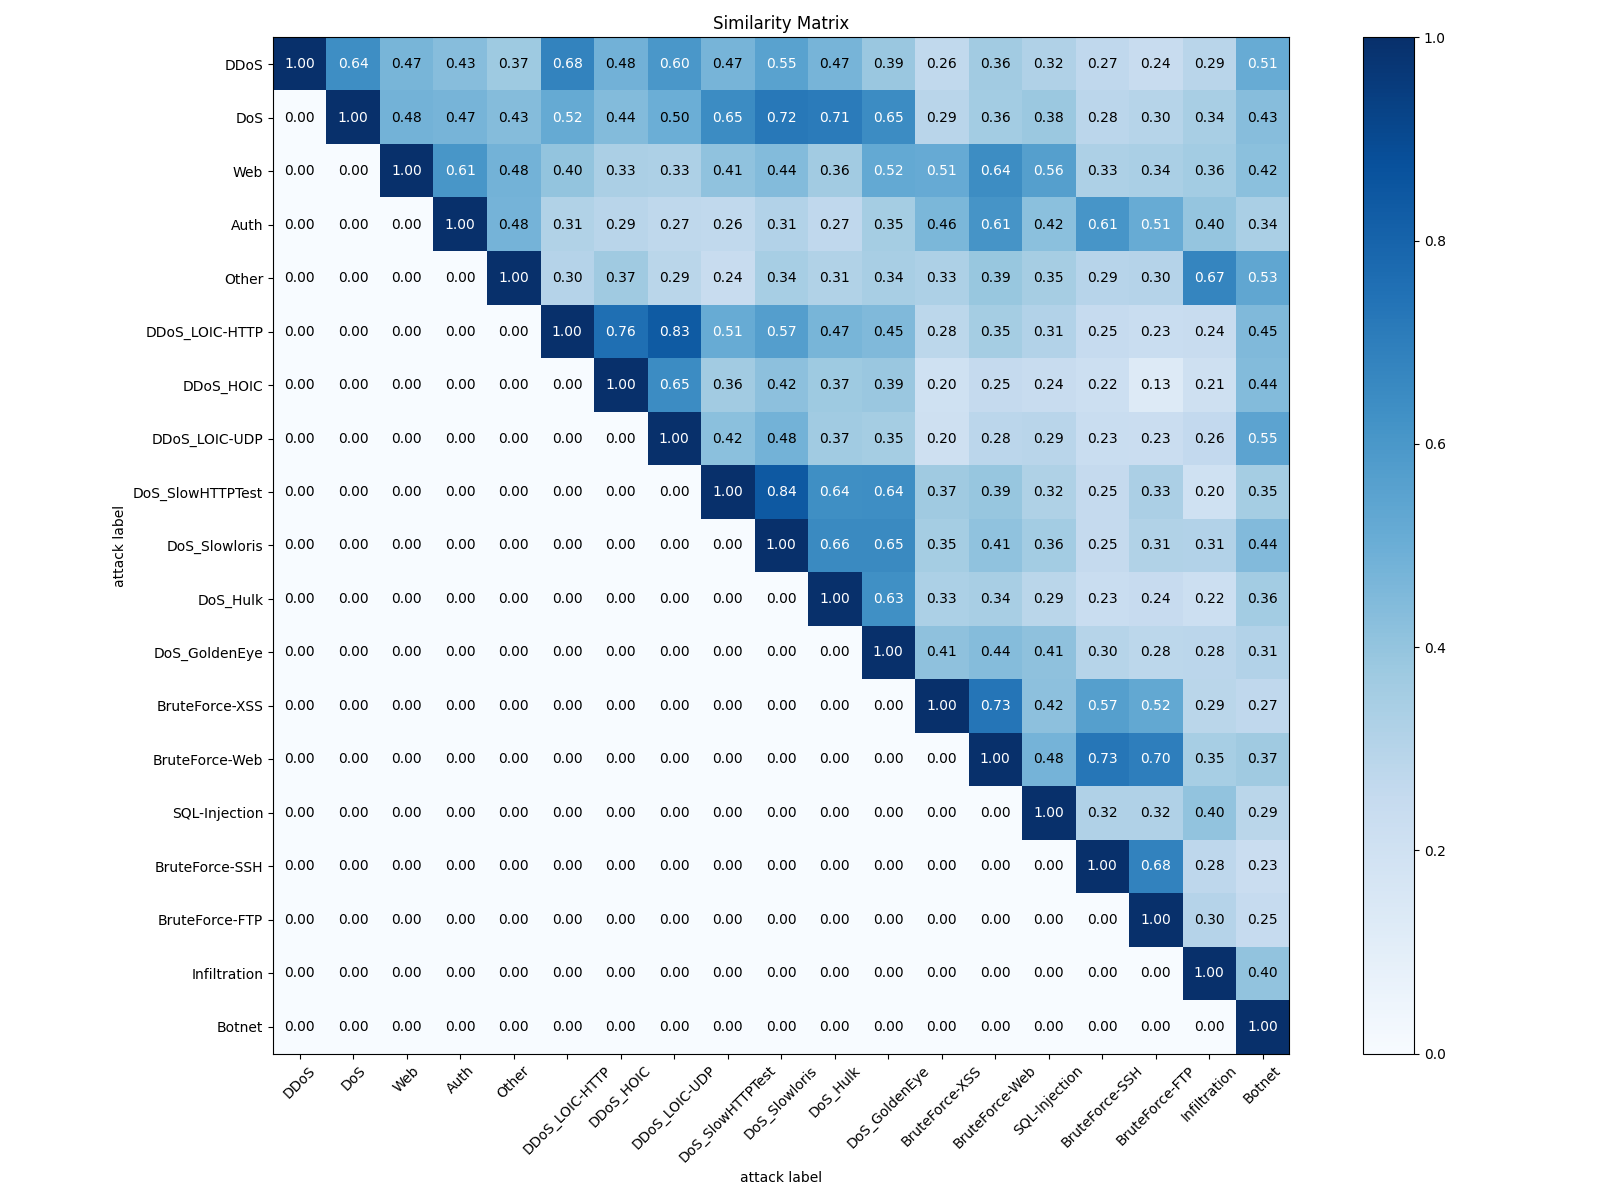 Similarity Matrix
DDoS 1.00 0.64 0.47 0.43 0.37 0.68 0.48 0.60 0.47 0.55 0.47 0.39 0.26 0.36 0.32 0.27 0.24 0.29 0.51
DoS 0.00 1.00 0.48 0.47 0.43 0.52 0.44 0.50 0.65 0.72 0.71 0.65 0.29 0.36 0.38 0.28 0.30 0.34 0.43
Web 0.00 0.00 1.00 0.61 0.48 0.40 0.33 0.33 0.41 0.44 0.36 0.52 0.51 0.64 0.56 0.33 0.34 0.36 0.42
Auth 0.00 0.00 0.00 1.00 0.48 0.31 0.29 0.27 0.26 0.31 0.27 0.35 0.46 0.61 0.42 0.61 0.51 0.40 0.34
Other 0.00 0.00 0.00 0.00 1.00 0.30 0.37 0.29 0.24 0.34 0.31 0.34 0.33 0.39 0.35 0.29 0.30 0.67 0.53
DDoS_LOIC-HTTP 0.00 0.00 0.00 0.00 0.00 1.00 0.76 0.83 0.51 0.57 0.47 0.45 0.28 0.35 0.31 0.25 0.23 0.24 0.45
DDoS_HOIC 0.00 0.00 0.00 0.00 0.00 0.00 1.00 0.65 0.36 0.42 0.37 0.39 0.20 0.25 0.24 0.22 0.13 0.21 0.44
DDoS_LOIC-UDP 0.00 0.00 0.00 0.00 0.00 0.00 0.00 1.00 0.42 0.48 0.37 0.35 0.20 0.28 0.29 0.23 0.23 0.26 0.55
DoS_SlowHTTPTest 0.00 0.00 0.00 0.00 0.00 0.00 0.00 0.00 1.00 0.84 0.64 0.64 0.37 0.39 0.32 0.25 0.33 0.20 0.35
DoS_Slowloris 0.00 0.00 0.00 0.00 0.00 0.00 0.00 0.00 0.00 1.00 0.66 0.65 0.35 0.41 0.36 0.25 0.31 0.31 0.44
DoS_Hulk 0.00 0.00 0.00 0.00 0.00 0.00 0.00 0.00 0.00 0.00 1.00 0.63 0.33 0.34 0.29 0.23 0.24 0.22 0.36
DoS_GoldenEye 0.00 0.00 0.00 0.00 0.00 0.00 0.00 0.00 0.00 0.00 0.00 1.00 0.41 0.44 0.41 0.30 0.28 0.28 0.31
BruteForce-XSS 0.00 0.00 0.00 0.00 0.00 0.00 0.00 0.00 0.00 0.00 0.00 0.00 1.00 0.73 0.42 0.57 0.52 0.29 0.27
BruteForce-Web 0.00 0.00 0.00 0.00 0.00 0.00 0.00 0.00 0.00 0.00 0.00 0.00 0.00 1.00 0.48 0.73 0.70 0.35 0.37
SQL-Injection 0.00 0.00 0.00 0.00 0.00 0.00 0.00 0.00 0.00 0.00 0.00 0.00 0.00 0.00 1.00 0.32 0.32 0.40 0.29
BruteForce-SSH 0.00 0.00 0.00 0.00 0.00 0.00 0.00 0.00 0.00 0.00 0.00 0.00 0.00 0.00 0.00 1.00 0.68 0.28 0.23
BruteForce-FTP 0.00 0.00 0.00 0.00 0.00 0.00 0.00 0.00 0.00 0.00 0.00 0.00 0.00 0.00 0.00 0.00 1.00 0.30 0.25
Infiltration 0.00 0.00 0.00 0.00 0.00 0.00 0.00 0.00 0.00 0.00 0.00 0.00 0.00 0.00 0.00 0.00 0.00 1.00 0.40
Botnet 0.00 0.00 0.00 0.00 0.00 0.00 0.00 0.00 0.00 0.00 0.00 0.00 0.00 0.00 0.00 0.00 0.00 0.00 1.00
attack label
DDoS DoS Web Auth Other DDoS_LOIC-HTTP DDoS_HOIC DDoS_LOIC-UDP DoS_SlowHTTPTest DoS_Slowloris DoS_Hulk DoS_GoldenEye BruteForce-XSS BruteForce-Web SQL-Injection BruteForce-SSH BruteForce-FTP Infiltration Botnet
attack label
1.0
0.8
0.6
0.4
0.2
0.0